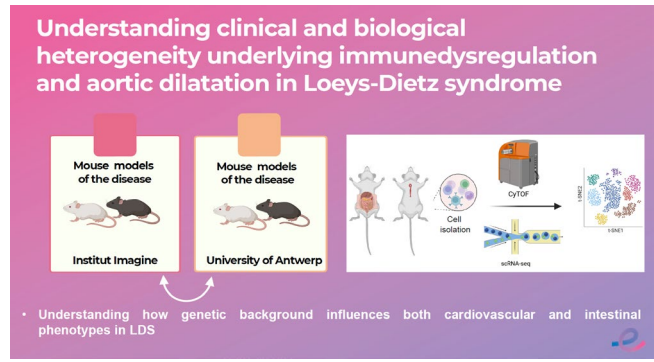 Understanding clinical and biological
heterogeneity underlying immunedysregulation
and aortic dilatation in Loeys-Dietz syndrome
Mouse models
of the disease
Institut Imagine
Mouse models
of the disease
University of Antwerp
Cell
isolation
CyTOF
scRNA-seq
t-SNE2
t-SNE1
• Understanding how genetic background influences both cardiovascular and intestinal
phenotypes in LDS